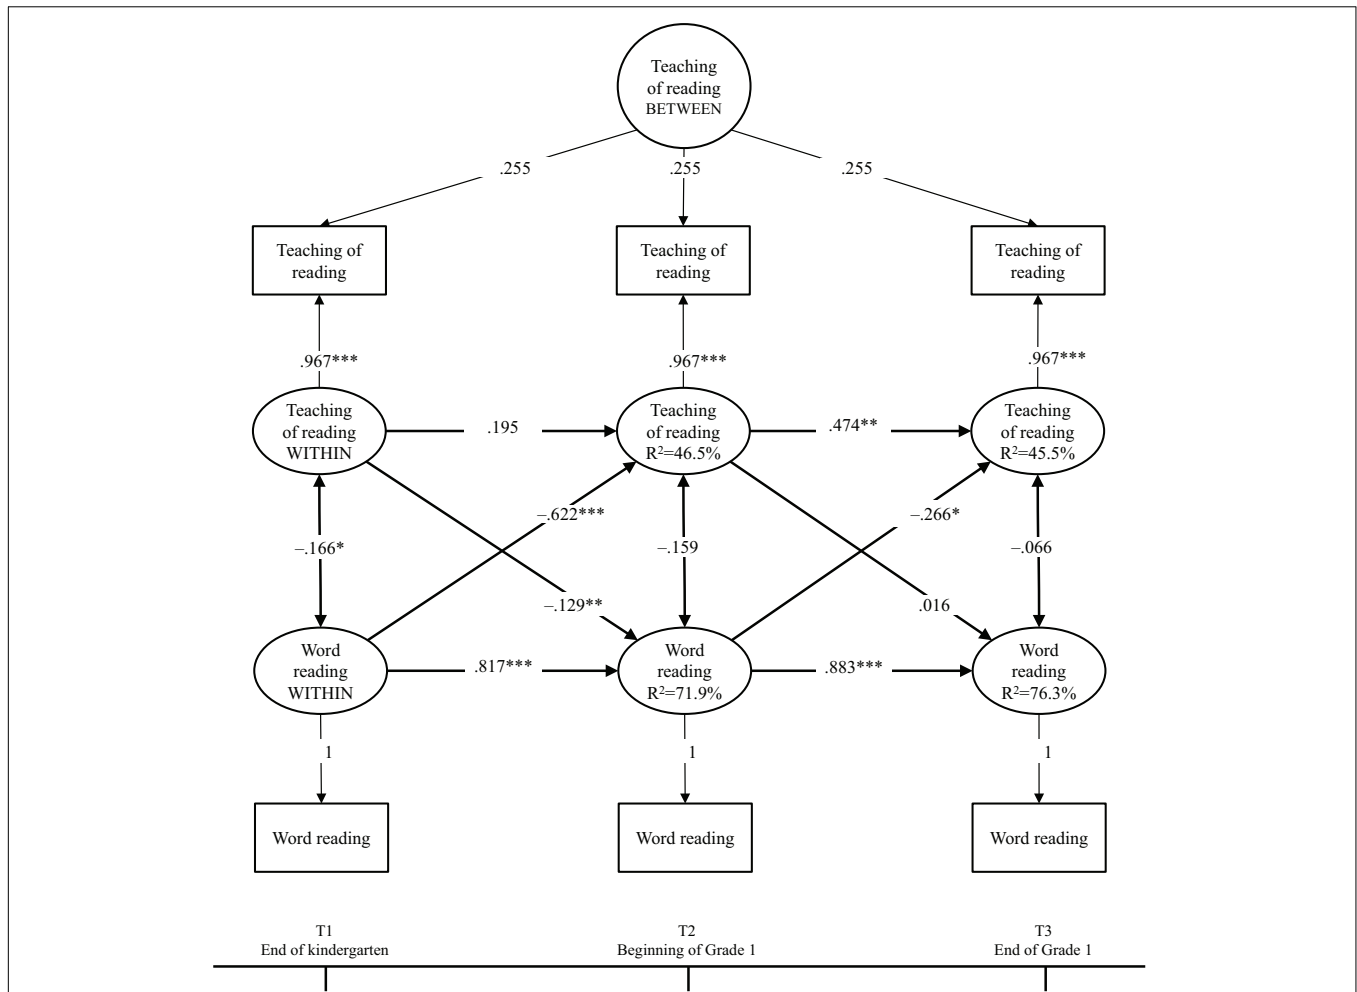 Teaching
of reading
BETWEEN
.255
.255
.255
Teaching of
reading
Teaching of
reading
Teaching of
reading
.967***
.967***
.967***
Teaching
of reading
WITHIN
.195
Teaching
of reading
R²=46.5%
.474**
Teaching
of reading
R²=45.5%
–.622***
–.266*
–.166*
–.159
–.066
–.129**
.016
Word
reading
WITHIN
.817***
Word
reading
R²=71.9%
.883***
Word
reading
R²=76.3%
1
1
1
Word reading
Word reading
Word reading
T1
End of kindergarten
T2
Beginning of Grade 1
T3
End of Grade 1